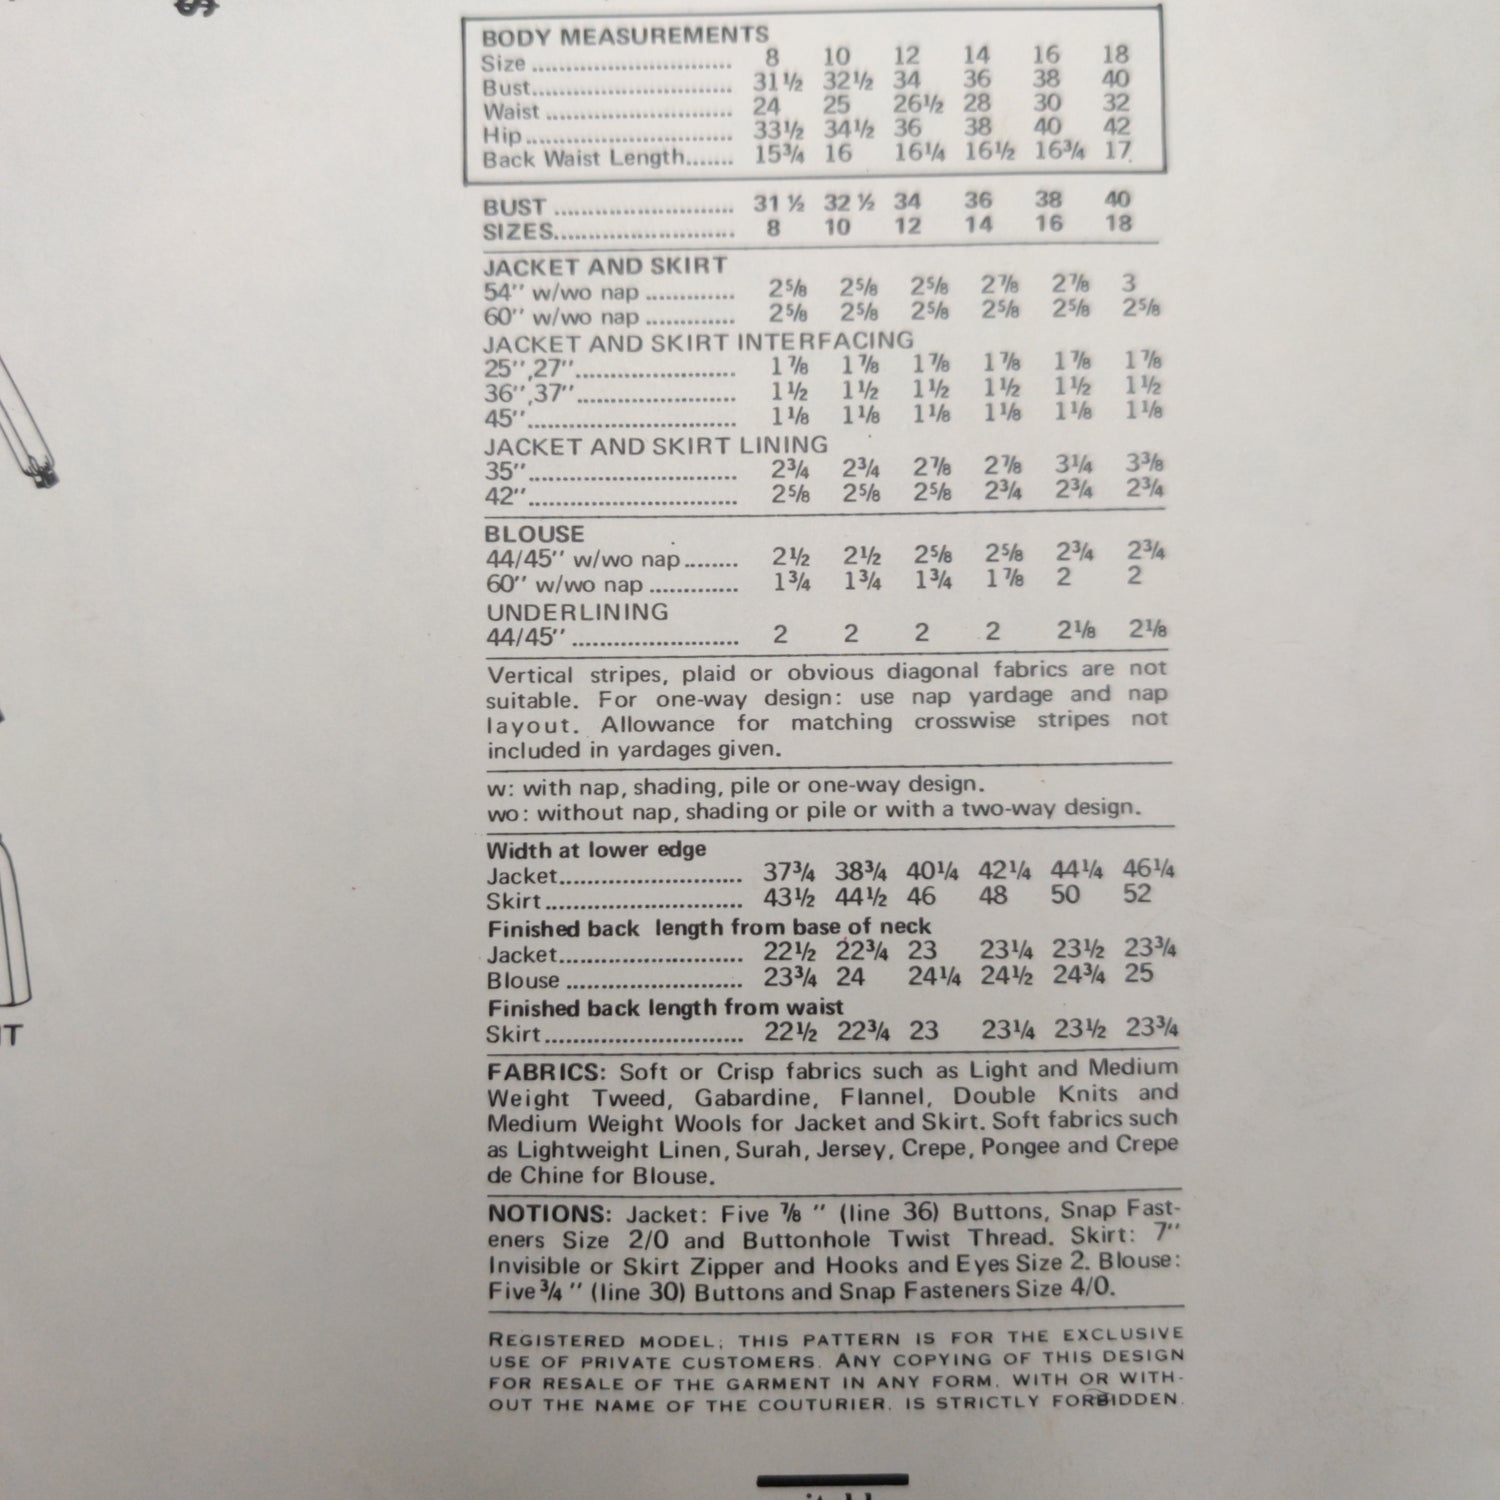 BODY MEASUREMENTS
Size .............................. 8 10 12 14 16 18
Bust.............................. 31½ 32½ 34 36 38 40
Waist ............................ 24 25 26½ 28 30 32
Hip ............................... 33½ 34½ 36 38 40 42
Back Waist Length....... 15¾ 16 16¼ 16½ 16¾ 17
BUST ........................... 31 ½ 32 ½ 34 36 38 40
SIZES........................... 8 10 12 14 16 18
JACKET AND SKIRT
54'' w/wo nap ............. 2⅝ 2⅝ 2⅝ 2⅞ 2⅞ 3
60'' w/wo nap ............. 2⅝ 2⅝ 2⅝ 2⅝ 2⅝ 2⅝
JACKET AND SKIRT INTERFACING
25'',27''........................ 1⅞ 1⅞ 1⅞ 1⅞ 1⅞ 1⅞
36'',37''........................ 1½ 1½ 1½ 1½ 1½ 1½
45''............................... 1⅛ 1⅛ 1⅛ 1⅛ 1⅛ 1⅛
JACKET AND SKIRT LINING
35''............................... 2¾ 2¾ 2⅞ 2⅞ 3¼ 3⅜
42''............................... 2⅝ 2⅝ 2⅝ 2¾ 2¾ 2¾
BLOUSE
44/45'' w/wo nap........ 2½ 2½ 2⅝ 2⅝ 2¾ 2¾
60'' w/wo nap ............. 1¾ 1¾ 1¾ 1⅞ 2 2
UNDERLINING
44/45'' ......................... 2 2 2 2 2⅛ 2⅛
Vertical stripes, plaid or obvious diagonal fabrics are not
suitable. For one-way design: use nap yardage and nap
layout. Allowance for matching crosswise stripes not
included in yardages given.
w: with nap, shading, pile or one-way design.
wo: without nap, shading or pile or with a two-way design.
Width at lower edge
Jacket............................ 37¾ 38¾ 40¼ 42¼ 44¼ 46¼
Skirt .............................. 43½ 44½ 46 48 50 52
Finished back length from base of neck
Jacket............................ 22½ 22¾ 23 23¼ 23½ 23¾
Blouse ........................... 23¾ 24 24¼ 24½ 24¾ 25
Finished back length from waist
Skirt .............................. 22½ 22¾ 23 23¼ 23½ 23¾
FABRICS: Soft or Crisp fabrics such as Light and Medium
Weight Tweed, Gabardine, Flannel, Double Knits and
Medium Weight Wools for Jacket and Skirt. Soft fabrics such
as Lightweight Linen, Surah, Jersey, Crepe, Pongee and Crepe
de Chine for Blouse.
NOTIONS: Jacket: Five ⅞ '' (line 36) Buttons, Snap Fast-
eners Size 2/0 and Buttonhole Twist Thread. Skirt: 7''
Invisible or Skirt Zipper and Hooks and Eyes Size 2. Blouse:
Five ¾ '' (line 30) Buttons and Snap Fasteners Size 4/0.
REGISTERED MODEL; THIS PATTERN IS FOR THE EXCLUSIVE
USE OF PRIVATE CUSTOMERS. ANY COPYING OF THIS DESIGN
FOR RESALE OF THE GARMENT IN ANY FORM, WITH OR WITH-
OUT THE NAME OF THE COUTURIER, IS STRICTLY FORBIDDEN.